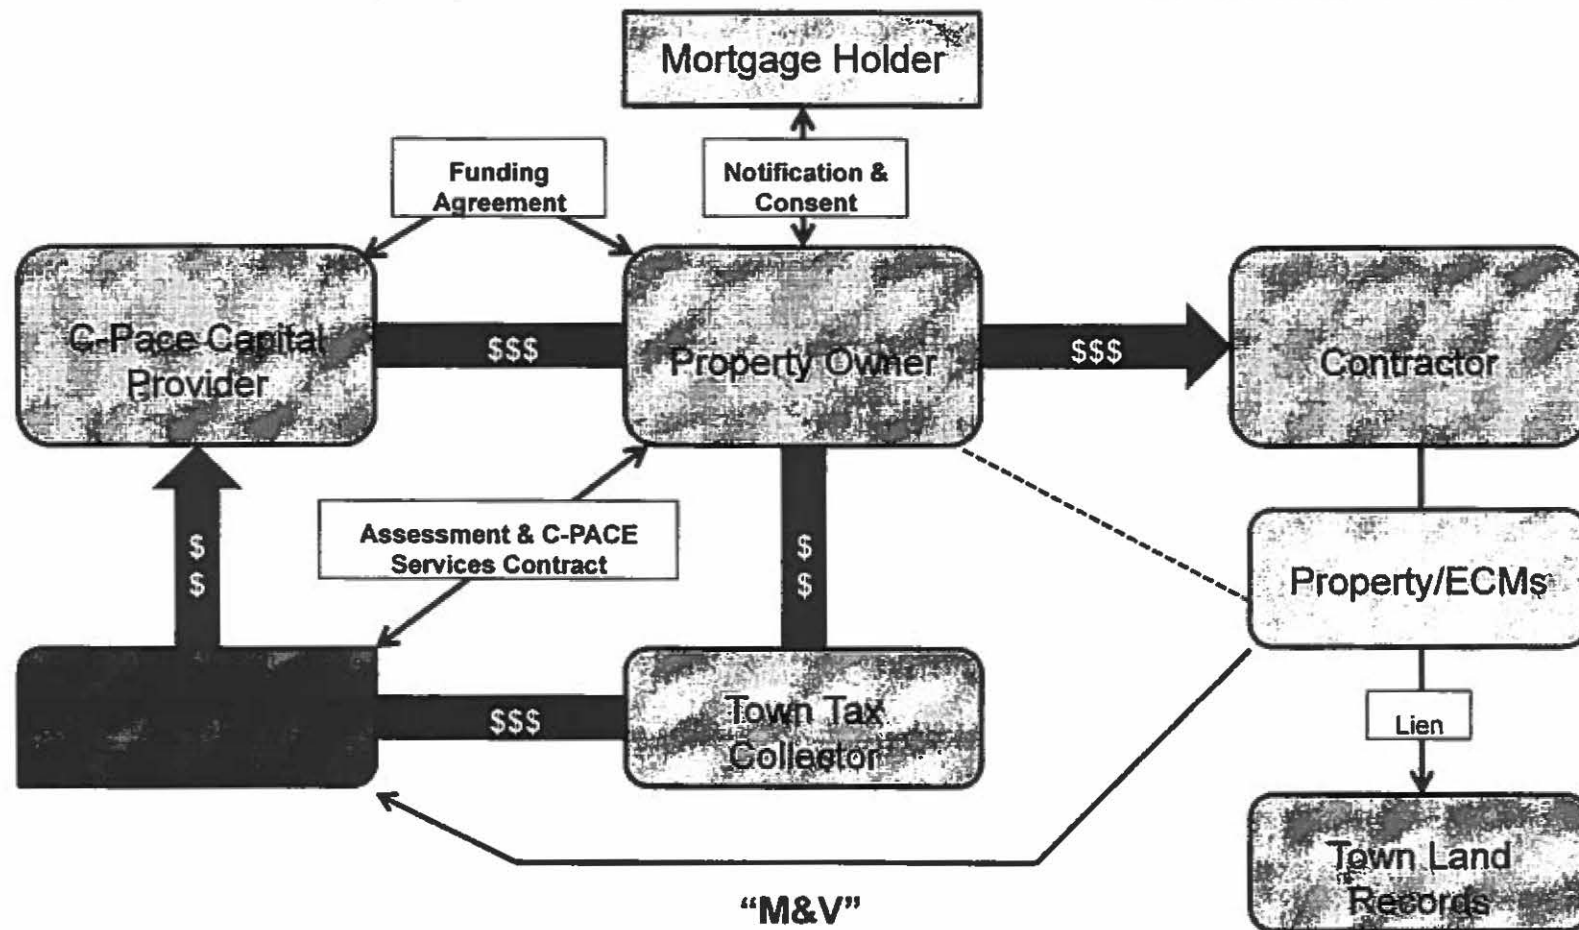 Mortgage Holder
Funding
Agreement
Notification &
Consent
C-Pace Capital
Provider
$$$
Property Owner
$$$
Contractor
$
$
Assessment & C-PACE
Services Contract
$
$
Property/ECMs
$$$
Town Tax
Collector
Lien
Town Land
Records
“M&V”